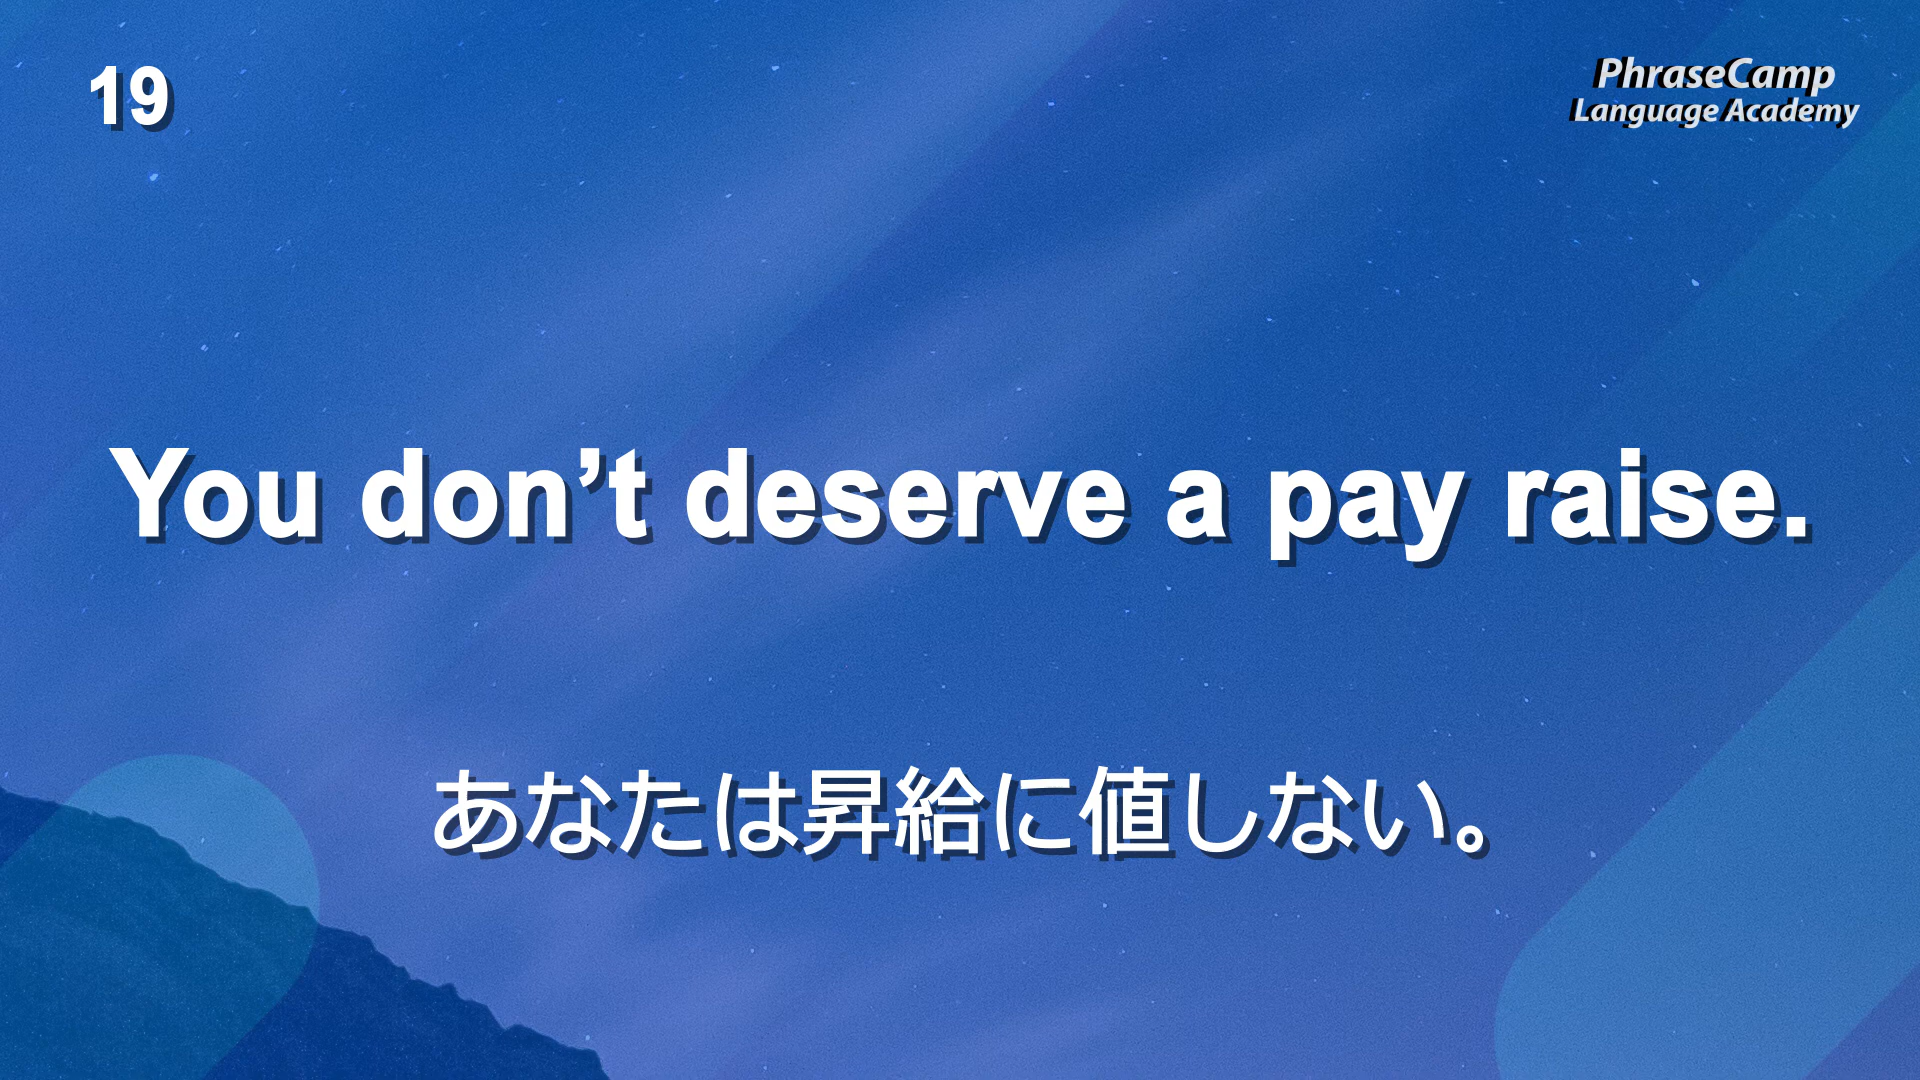 19
PhraseCamp
Language Academy
You don’t deserve a pay raise.
あなたは昇給に値しない。